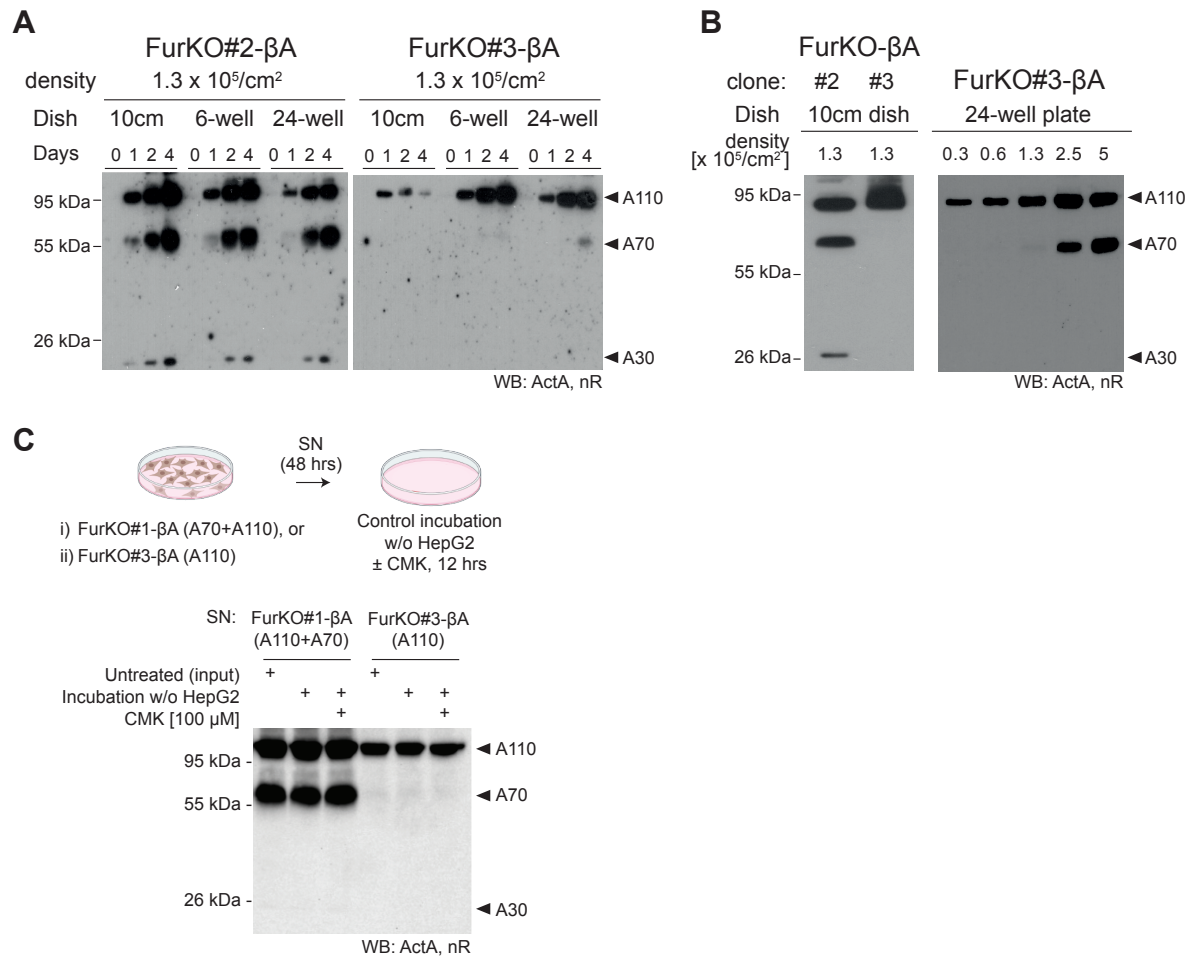 A
FurKO#2-βA FurKO#3-βA
density 1.3 x 10⁵/cm² 1.3 x 10⁵/cm²
Dish 10cm 6-well 24-well 10cm 6-well 24-well
Days 0 1 2 4 0 1 2 4 0 1 2 4 0 1 2 4 0 1 2 4 0 1 2 4
95 kDa
55 kDa
26 kDa
A110
A70
A30
WB: ActA, nR
B
FurKO-βA
clone: #2 #3
Dish 10cm dish
density [x 10⁵/cm²] 1.3 1.3
FurKO#3-βA
24-well plate
0.3 0.6 1.3 2.5 5
95 kDa
55 kDa
26 kDa
A110
A70
A30
WB: ActA, nR
C
SN
(48 hrs)
i) FurKO#1-βA (A70+A110), or
ii) FurKO#3-βA (A110)
Control incubation
w/o HepG2
± CMK, 12 hrs
SN: FurKO#1-βA FurKO#3-βA
(A110+A70) (A110)
Untreated (input) + +
Incubation w/o HepG2 + + + +
CMK [100 µM] + +
95 kDa
55 kDa
26 kDa
A110
A70
A30
WB: ActA, nR